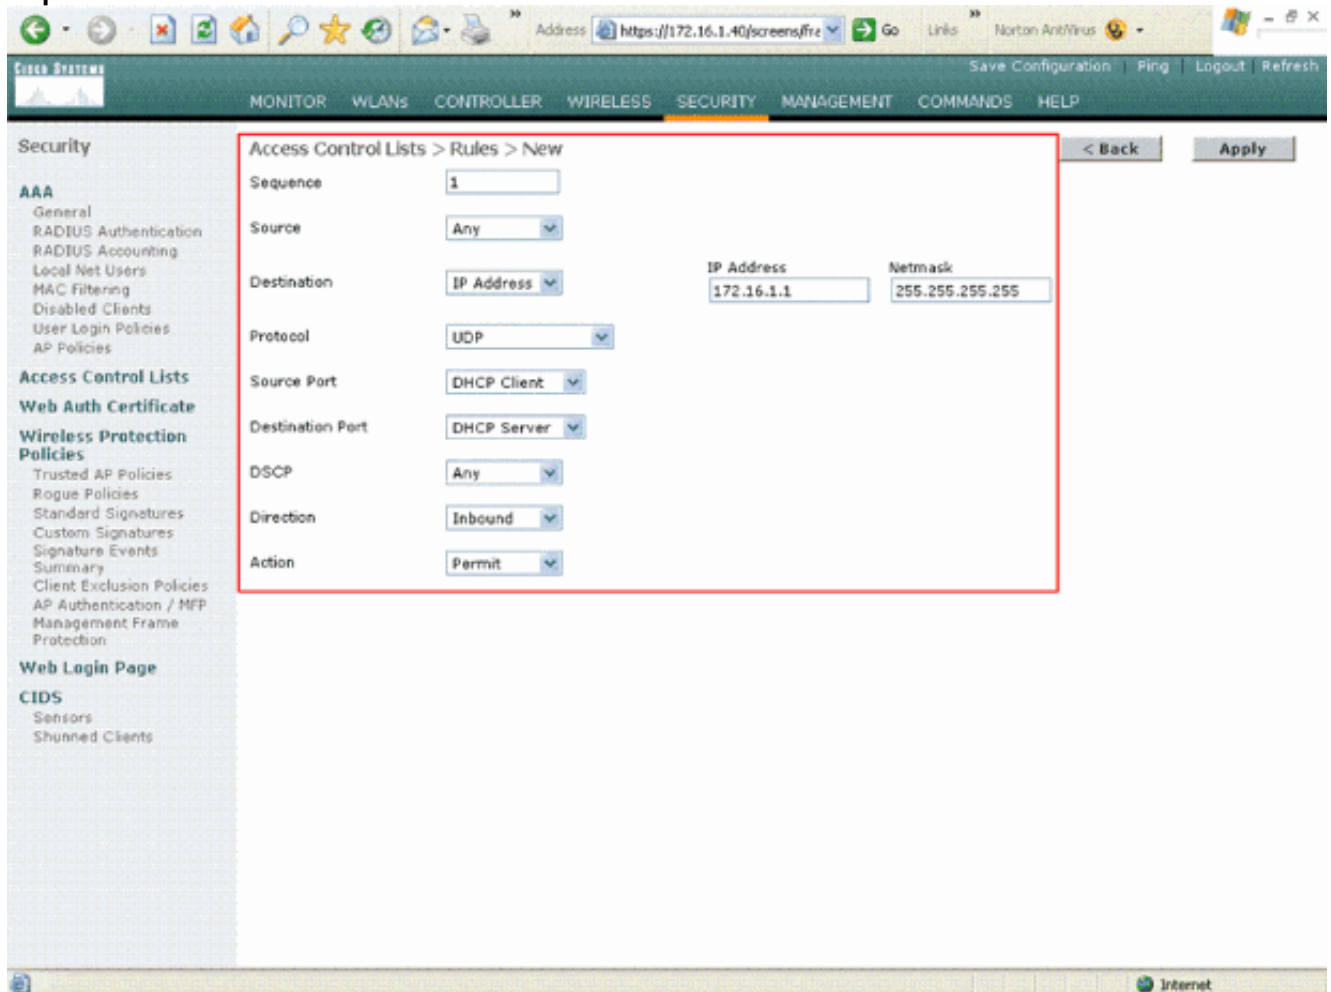 Address https://172.16.1.40/screens/fra Go Links Norton AntiVirus
CISCO SYSTEMS
Save Configuration Ping Logout Refresh
MONITOR WLANs CONTROLLER WIRELESS SECURITY MANAGEMENT COMMANDS HELP
Security
AAA
General
RADIUS Authentication
RADIUS Accounting
Local Net Users
MAC Filtering
Disabled Clients
User Login Policies
AP Policies
Access Control Lists
Web Auth Certificate
Wireless Protection
Policies
Trusted AP Policies
Rogue Policies
Standard Signatures
Custom Signatures
Signature Events
Summary
Client Exclusion Policies
AP Authentication / MFP
Management Frame
Protection
Web Login Page
CIDS
Sensors
Shunned Clients
Access Control Lists > Rules > New
< Back Apply
Sequence 1
Source Any
IP Address Netmask
Destination IP Address 172.16.1.1 255.255.255.255
Protocol UDP
Source Port DHCP Client
Destination Port DHCP Server
DSCP Any
Direction Inbound
Action Permit
Internet